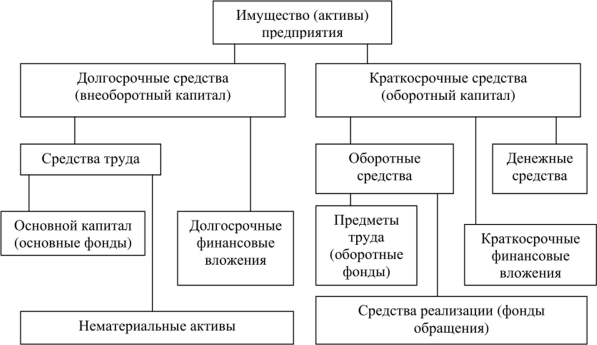 Имущество (активы)
предприятия
Долгосрочные средства
(внеоборотный капитал)
Краткосрочные средства
(оборотный капитал)
Средства труда
Оборотные
средства
Денежные
средства
Основной капитал
(основные фонды)
Долгосрочные
финансовые
вложения
Предметы
труда
(оборотные
фонды)
Краткосрочные
финансовые
вложения
Нематериальные активы
Средства реализации (фонды
обращения)